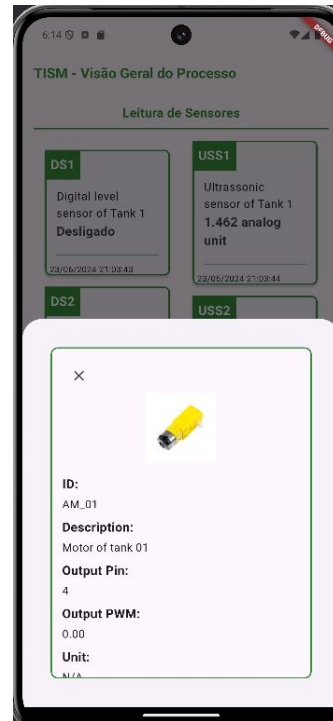 6:14
DEBUG
TISM - Visão Geral do Processo
Leitura de Sensores
DS1
Digital level
sensor of Tank 1
Desligado
23/06/2024 21:03:43
USS1
Ultrassonic
sensor of Tank 1
1.462 analog
unit
23/06/2024 21:03:44
DS2
USS2
ID:
AM_01
Description:
Motor of tank 01
Output Pin:
4
Output PWM:
0.00
Unit:
N/A